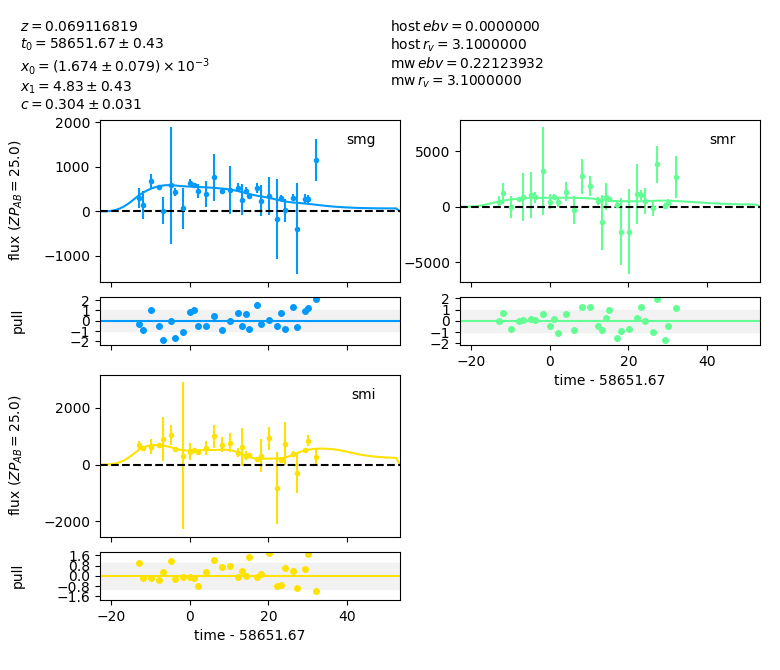 z = 0.069116819
t₀ = 58651.67 ± 0.43
x₀ = (1.674 ± 0.079) × 10⁻³
x₁ = 4.83 ± 0.43
c = 0.304 ± 0.031
host ebv = 0.0000000
host r_v = 3.1000000
mw ebv = 0.22123932
mw r_v = 3.1000000
flux (ZP_AB = 25.0)
2000
1000
0
−1000
smg
5000
0
−5000
smr
pull
2
1
0
−1
−2
2
1
0
−1
−2
−20
0
20
40
time - 58651.67
flux (ZP_AB = 25.0)
2000
0
−2000
smi
pull
1.6
0.8
0.0
−0.8
−1.6
−20
0
20
40
time - 58651.67